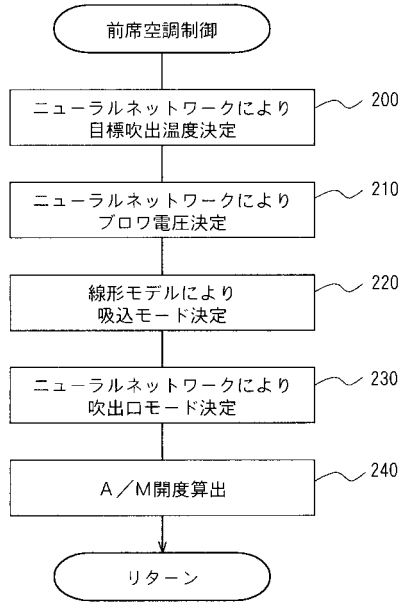 前席空調制御
ニューラルネットワークにより
目標吹出温度決定
200
ニューラルネットワークにより
ブロワ電圧決定
210
線形モデルにより
吸込モード決定
220
ニューラルネットワークにより
吹出口モード決定
230
A/M開度算出
240
リターン